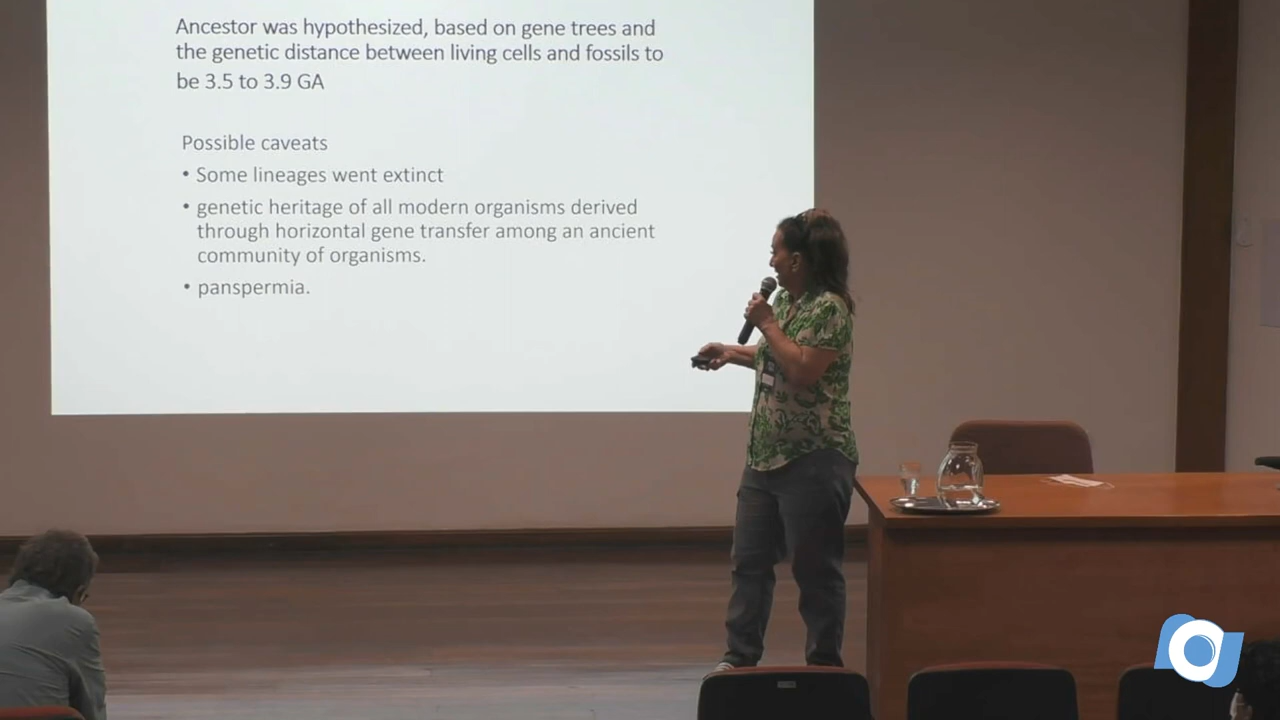 Ancestor was hypothesized, based on gene trees and
the genetic distance between living cells and fossils to
be 3.5 to 3.9 GA
Possible caveats
• Some lineages went extinct
• genetic heritage of all modern organisms derived
through horizontal gene transfer among an ancient
community of organisms.
• panspermia.